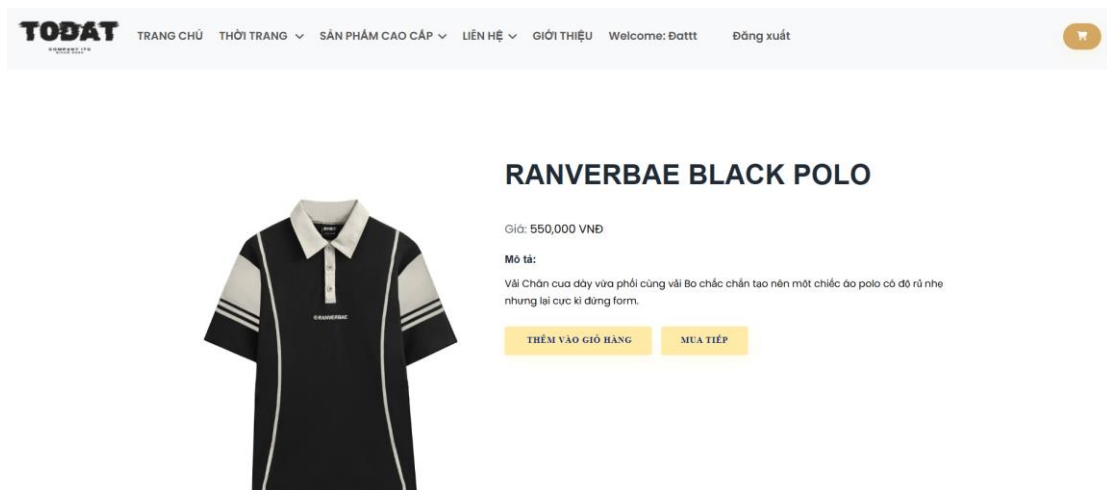 TODAT
COMPANY ITG
TRANG CHỦ THỜI TRANG SẢN PHẨM CAO CẤP LIÊN HỆ GIỚI THIỆU Welcome: Đattt Đăng xuất
RANVERBAE BLACK POLO
Giá: 550,000 VNĐ
Mô tả:
Vải Chân cua dày vừa phối cùng vải Bo chắc chắn tạo nên một chiếc áo polo có độ rủ nhẹ
nhưng lại cực kì đứng form.
THÊM VÀO GIỎ HÀNG MUA TIẾP
©RANVERBAE